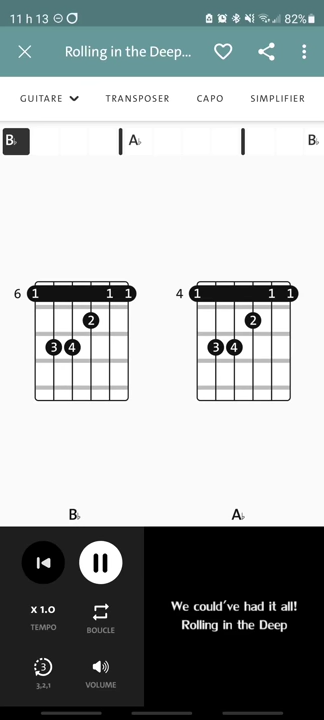 11 h 13
82%
Rolling in the Deep...
GUITARE TRANSPOSER CAPO SIMPLIFIER
B♭ A♭ B♭
6 1 1 1 4 1 1 1
2 2
3 4 3 4
B♭ A♭
x 1.0
TEMPO BOUCLE
3
3,2,1 VOLUME
We could've had it all!
Rolling in the Deep